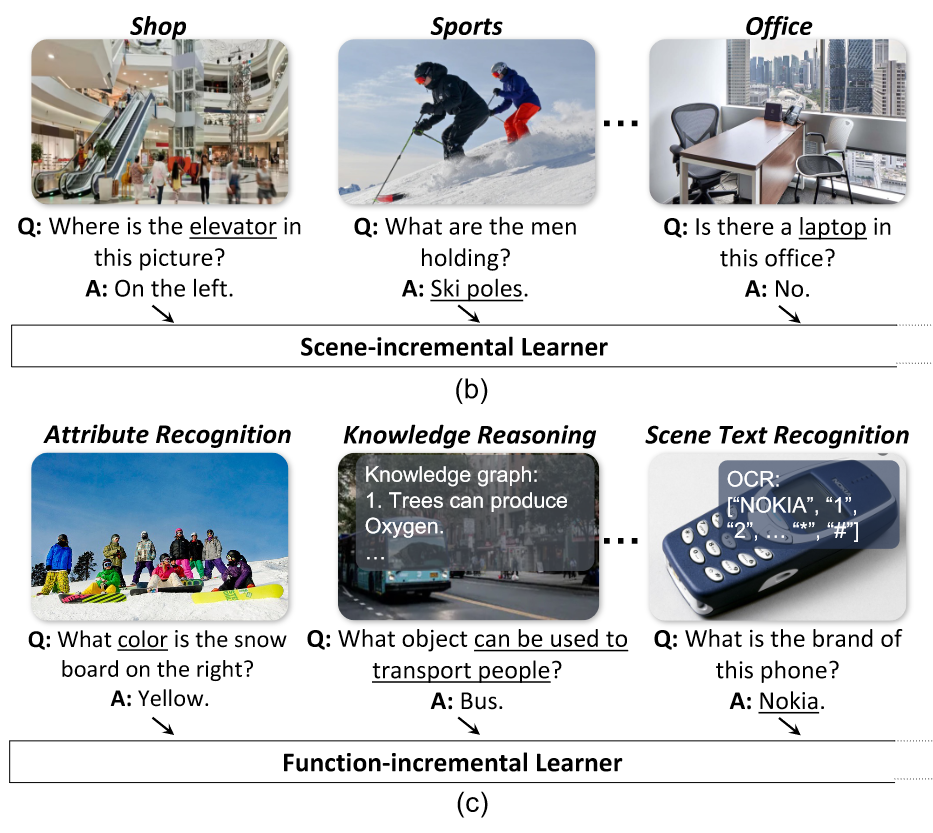 Shop Sports Office
...
Q: Where is the elevator in
this picture?
A: On the left.
Q: What are the men
holding?
A: Ski poles.
Q: Is there a laptop in
this office?
A: No.
Scene-incremental Learner
(b)
Attribute Recognition Knowledge Reasoning Scene Text Recognition
Knowledge graph:
1. Trees can produce
Oxygen.
...
...
OCR:
["NOKIA", "1",
"2", ... "*", "#"]
NOKIA
Q: What color is the snow
board on the right?
A: Yellow.
Q: What object can be used to
transport people?
A: Bus.
Q: What is the brand of
this phone?
A: Nokia.
Function-incremental Learner
(c)